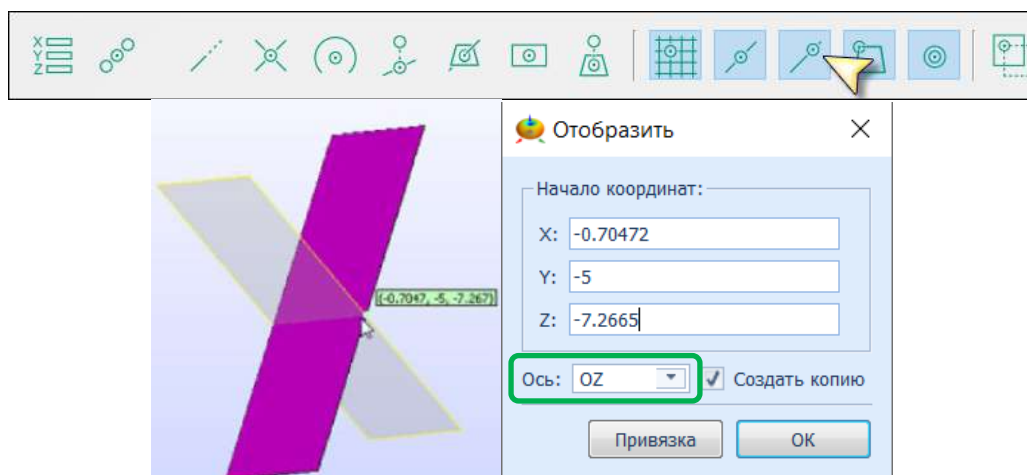 X
Y
Z
(-0.7047, -5, -7.267)
Отобразить
Начало координат:
X: -0.70472
Y: -5
Z: -7.2665
Ось: OZ Создать копию
Привязка OK